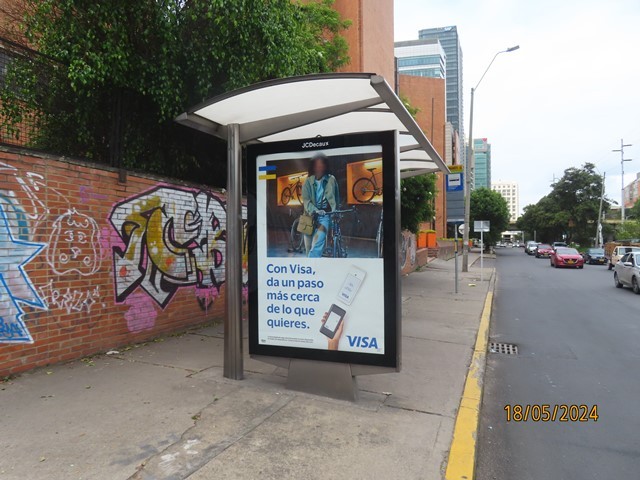 JCDecaux
Con Visa,
da un paso
más cerca
de lo que
quieres.
VISA
18/05/2024